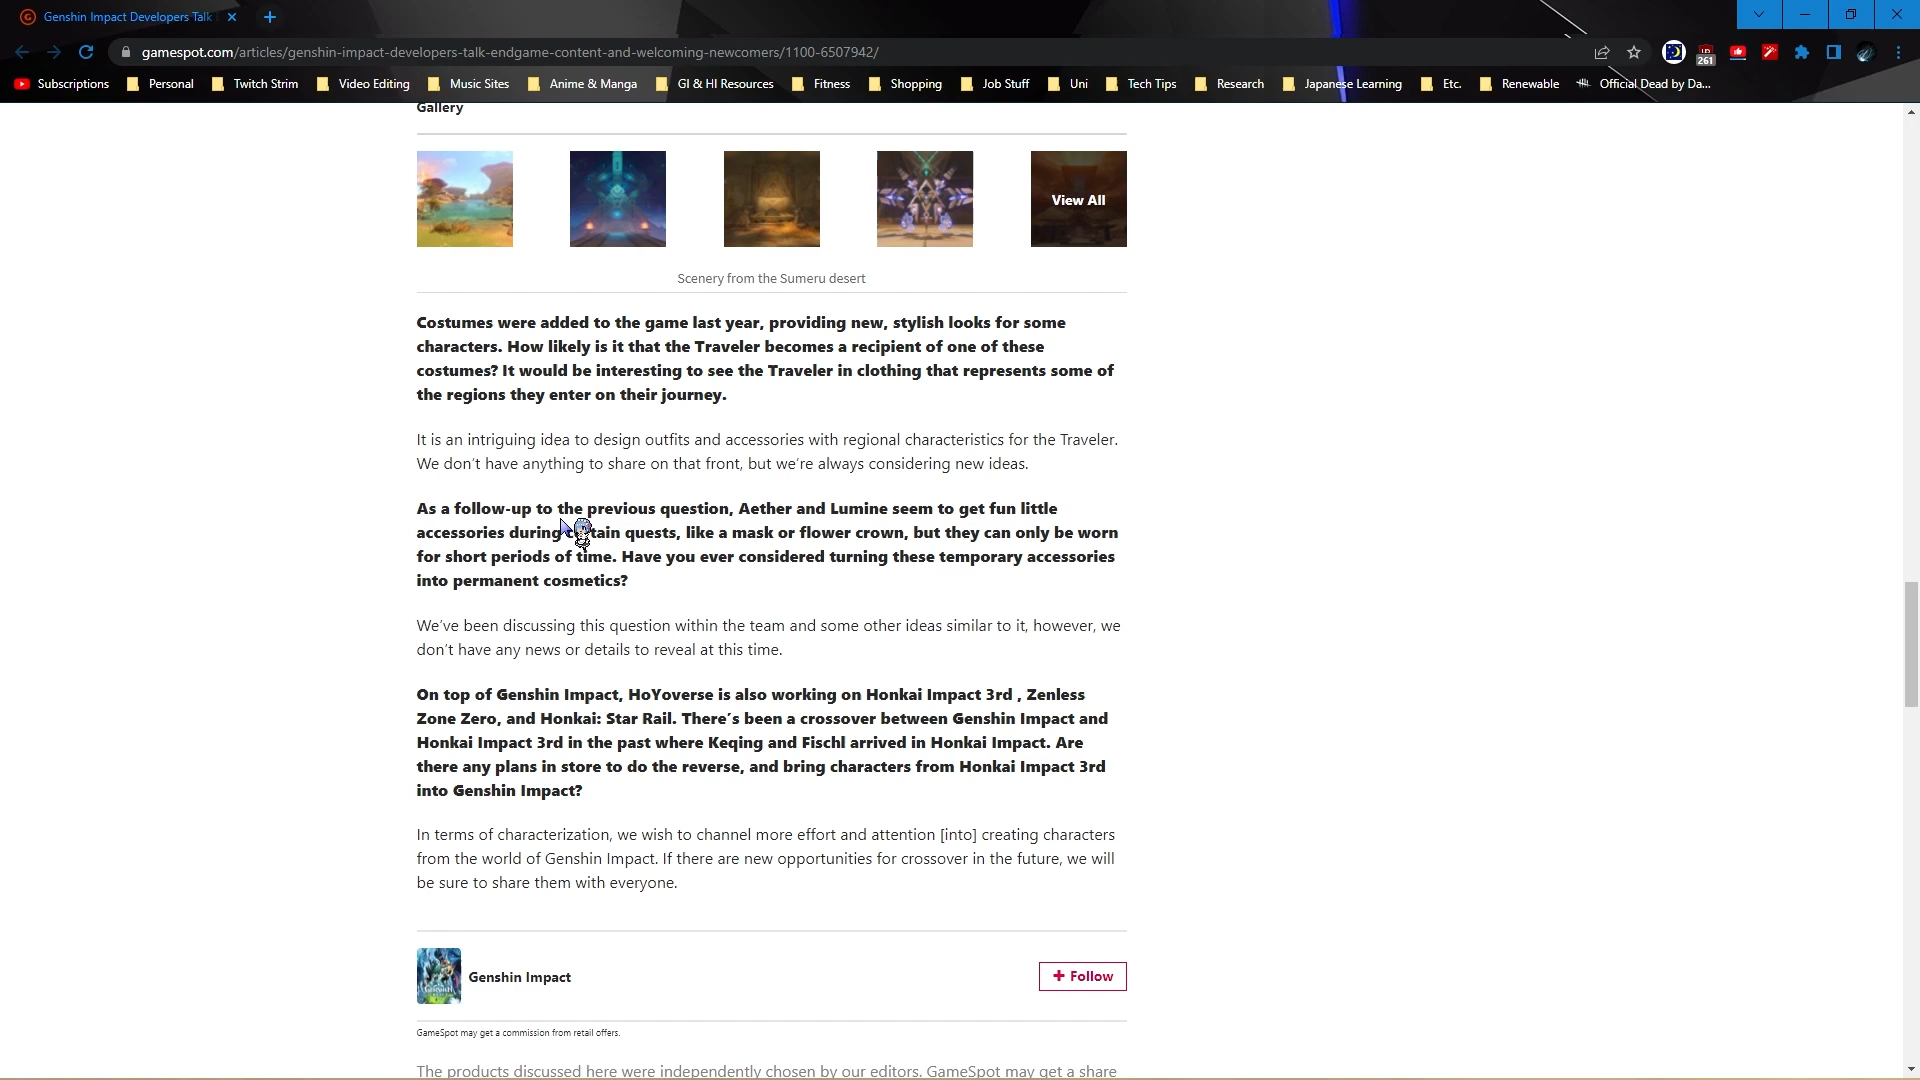 Genshin Impact Developers Talk
gamespot.com/articles/genshin-impact-developers-talk-endgame-content-and-welcoming-newcomers/1100-6507942/
261
Subscriptions Personal Twitch Strim Video Editing Music Sites Anime & Manga GI & HI Resources Fitness Shopping Job Stuff Uni Tech Tips Research Japanese Learning Etc. Renewable Official Dead by Da...
Gallery
View All
Scenery from the Sumeru desert
Costumes were added to the game last year, providing new, stylish looks for some
characters. How likely is it that the Traveler becomes a recipient of one of these
costumes? It would be interesting to see the Traveler in clothing that represents some of
the regions they enter on their journey.
It is an intriguing idea to design outfits and accessories with regional characteristics for the Traveler.
We don't have anything to share on that front, but we're always considering new ideas.
As a follow-up to the previous question, Aether and Lumine seem to get fun little
accessories during certain quests, like a mask or flower crown, but they can only be worn
for short periods of time. Have you ever considered turning these temporary accessories
into permanent cosmetics?
We've been discussing this question within the team and some other ideas similar to it, however, we
don't have any news or details to reveal at this time.
On top of Genshin Impact, HoYoverse is also working on Honkai Impact 3rd , Zenless
Zone Zero, and Honkai: Star Rail. There's been a crossover between Genshin Impact and
Honkai Impact 3rd in the past where Keqing and Fischl arrived in Honkai Impact. Are
there any plans in store to do the reverse, and bring characters from Honkai Impact 3rd
into Genshin Impact?
In terms of characterization, we wish to channel more effort and attention [into] creating characters
from the world of Genshin Impact. If there are new opportunities for crossover in the future, we will
be sure to share them with everyone.
Genshin Impact
+ Follow
GameSpot may get a commission from retail offers.
The products discussed here were independently chosen by our editors. GameSpot may get a share